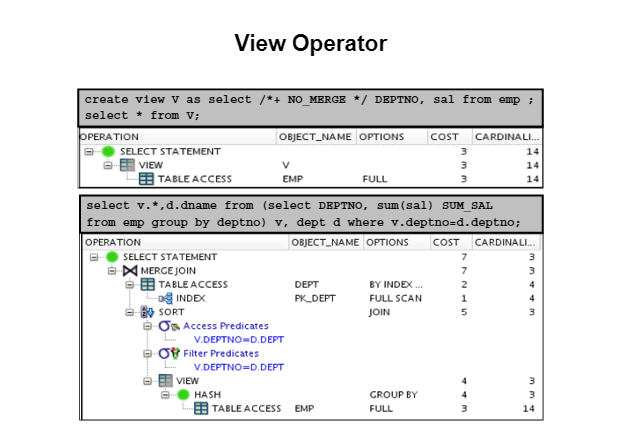 View Operator
create view V as select /*+ NO_MERGE */ DEPTNO, sal from emp ;
select * from V;
OPERATION OBJECT_NAME OPTIONS COST CARDINALI...
SELECT STATEMENT 3 14
VIEW V 3 14
TABLE ACCESS EMP FULL 3 14
select v.*,d.dname from (select DEPTNO, sum(sal) SUM_SAL
from emp group by deptno) v, dept d where v.deptno=d.deptno;
OPERATION OBJECT_NAME OPTIONS COST CARDINALI...
SELECT STATEMENT 7 3
MERGE JOIN 7 3
TABLE ACCESS DEPT BY INDEX ... 2 4
INDEX PK_DEPT FULL SCAN 1 4
SORT JOIN 5 3
Access Predicates
V.DEPTNO=D.DEPT
Filter Predicates
V.DEPTNO=D.DEPT
VIEW 4 3
HASH GROUP BY 4 3
TABLE ACCESS EMP FULL 3 14